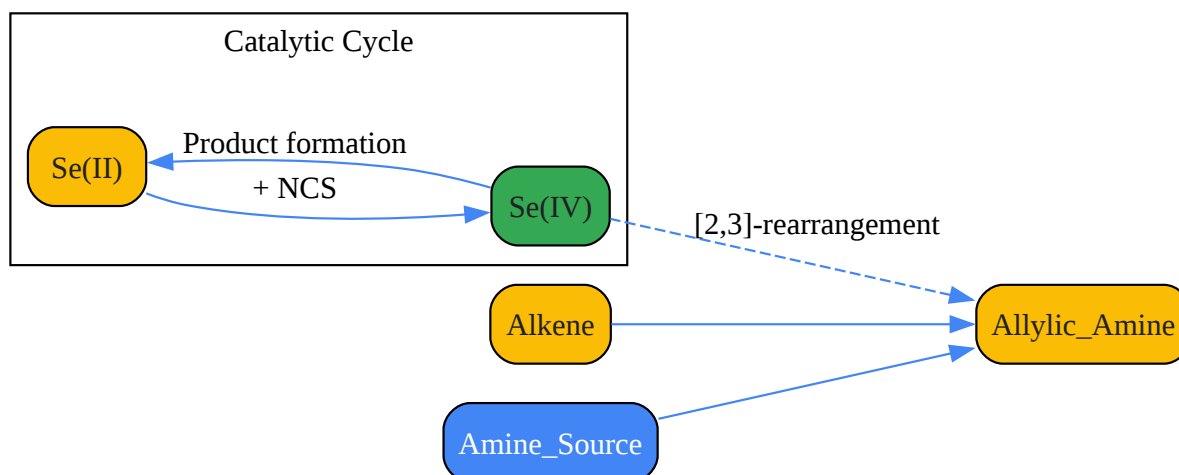 Catalytic Cycle
Product formation
Se(II)
+ NCS
Se(IV)
[2,3]-rearrangement
Alkene
Allylic_Amine
Amine_Source